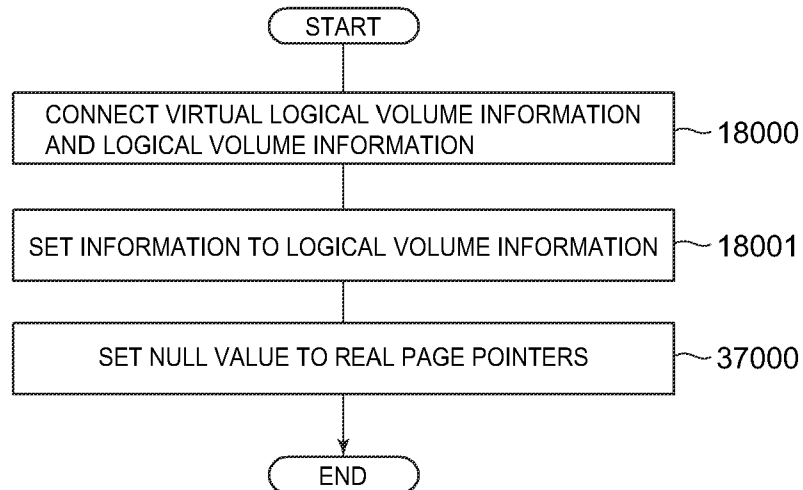 START
CONNECT VIRTUAL LOGICAL VOLUME INFORMATION
AND LOGICAL VOLUME INFORMATION
18000
SET INFORMATION TO LOGICAL VOLUME INFORMATION
18001
SET NULL VALUE TO REAL PAGE POINTERS
37000
END